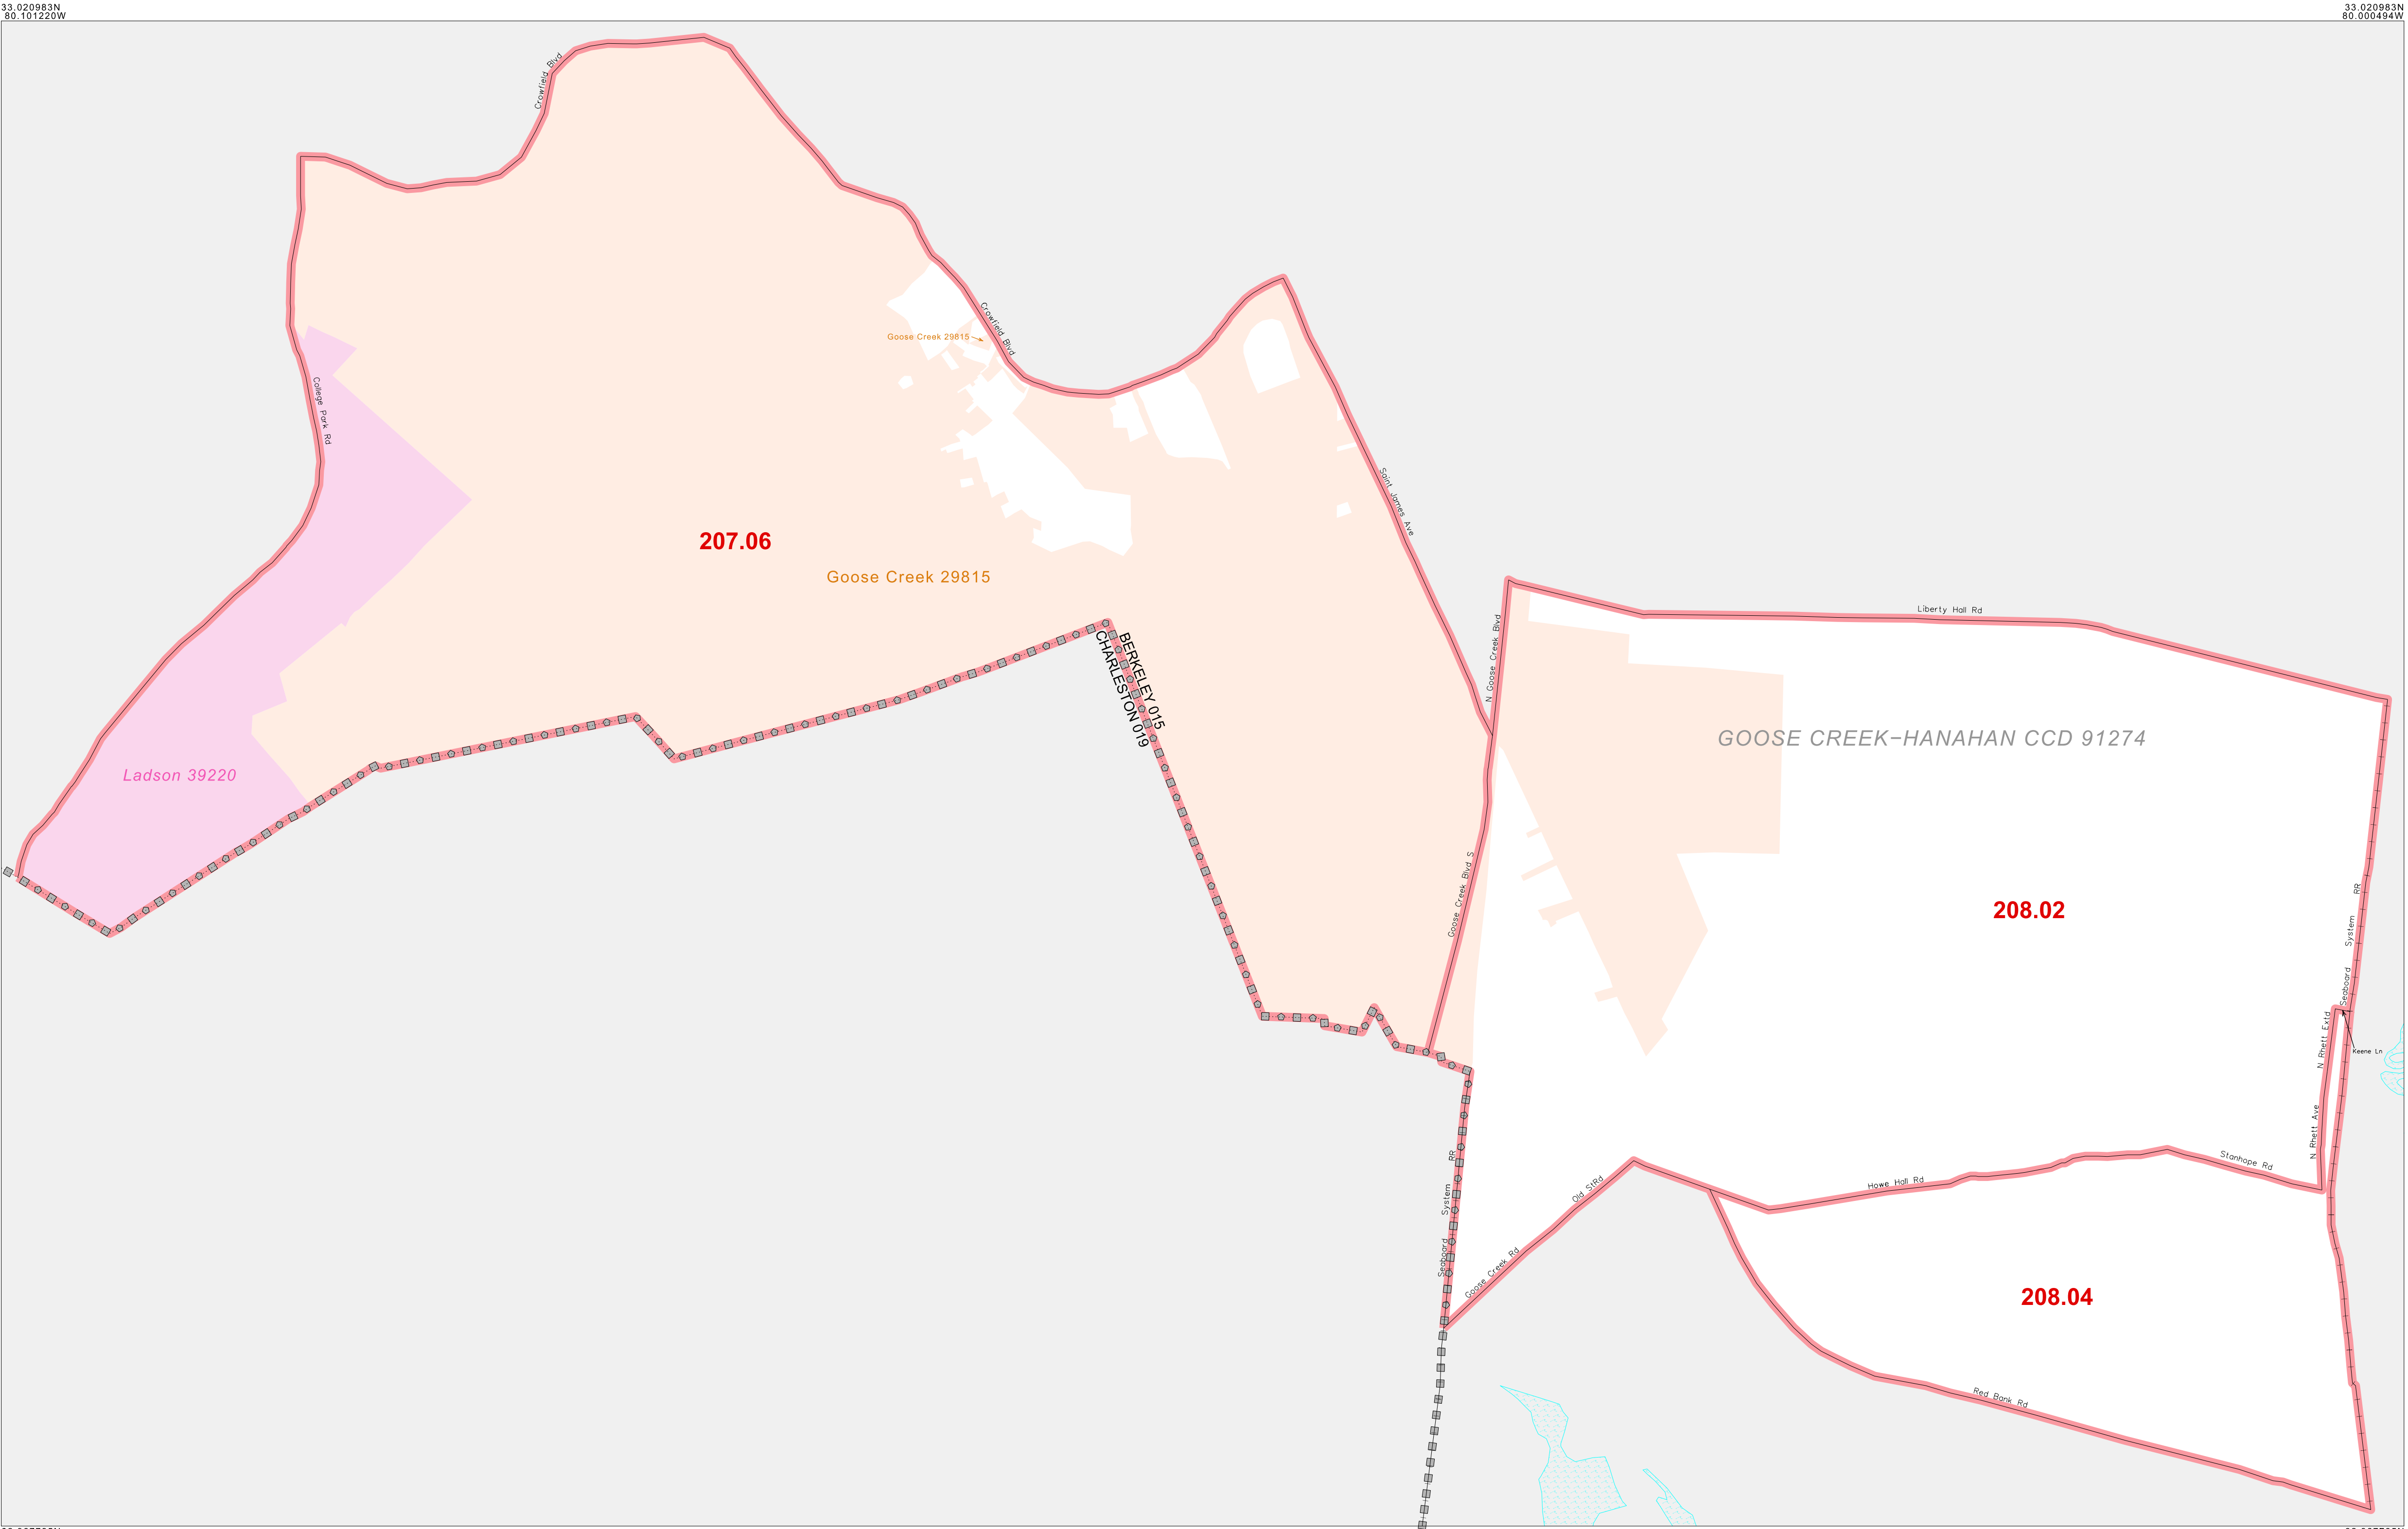 33.020983N
80.101220W
33.020983N
80.000494W
Crowfield Blvd
Crowfield Blvd
Goose Creek 29815
College Park Rd
Saint James Ave
207.06
Goose Creek 29815
BERKELEY 015
CHARLESTON 019
Liberty Hall Rd
N Goose Creek Blvd
GOOSE CREEK-HANAHAN CCD 91274
Ladson 39220
Goose Creek Blvd S
208.02
Seaboard System RR
N Rhett Extd
Keene Ln
N Rhett Ave
Stanhope Rd
Howe Hall Rd
Old StRd
Seaboard System RR
Goose Creek Rd
208.04
Red Bank Rd